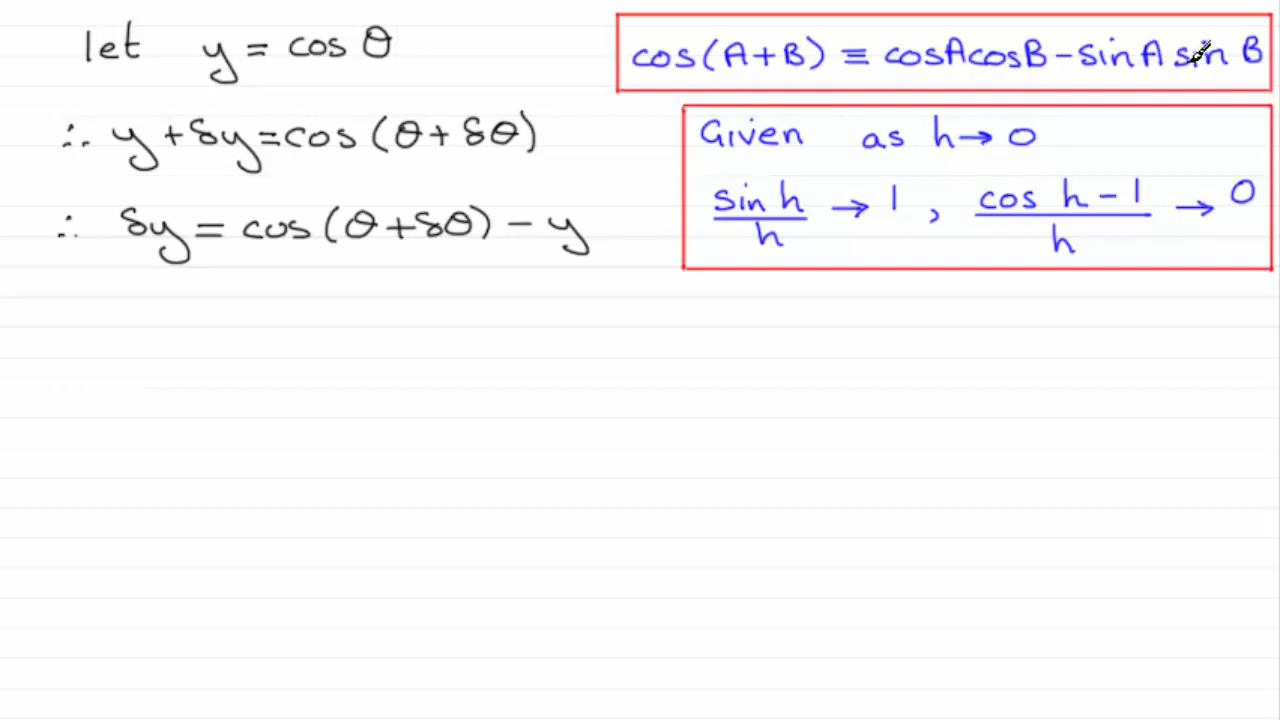 let y = cos θ
cos(A+B) ≡ cosAcosB - sinA sin B
∴ y + δy = cos (θ + δθ)
Given as h → 0
sin h / h → 1 , cos h - 1 / h → 0
∴ δy = cos (θ + δθ) - y